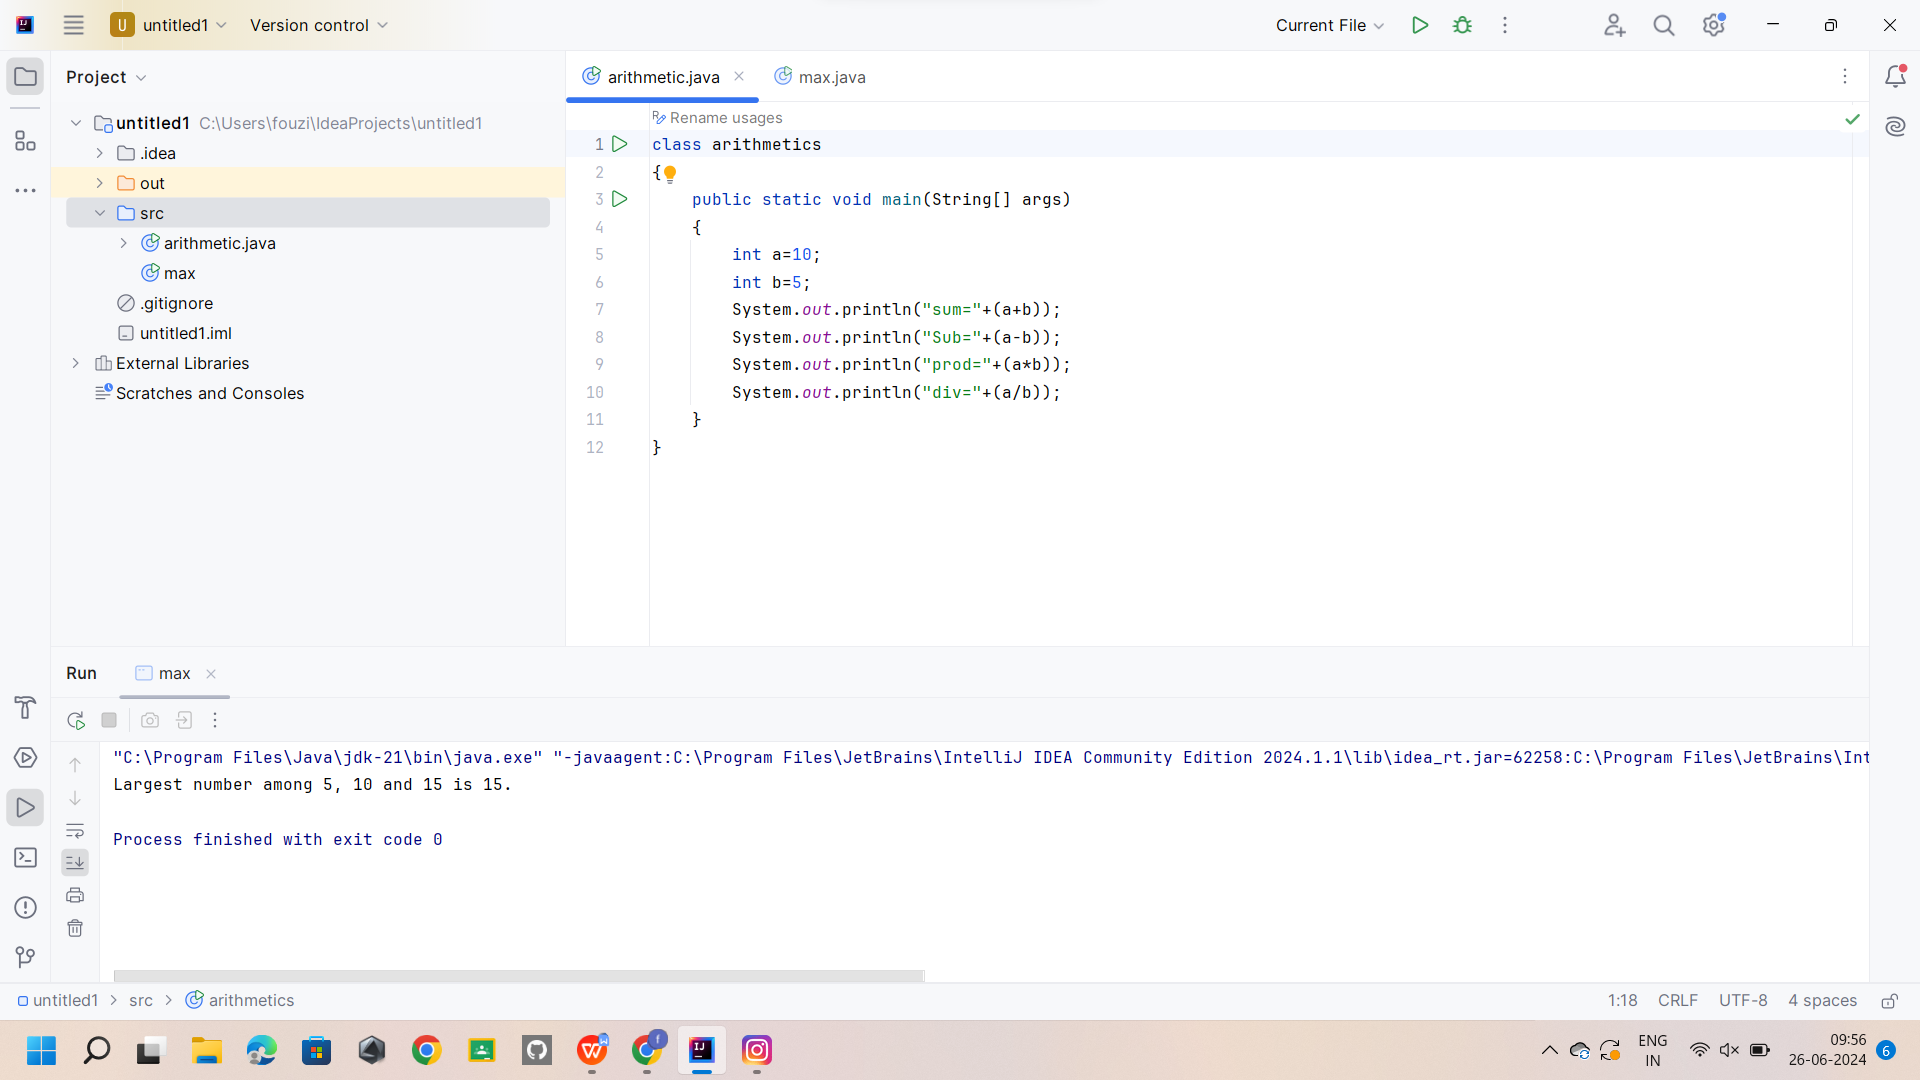 U untitled1 Version control Current File
Project
arithmetic.java max.java
untitled1 C:\Users\fouzi\IdeaProjects\untitled1
.idea
out
src
arithmetic.java
max
.gitignore
untitled1.iml
External Libraries
Scratches and Consoles
Rename usages
1 class arithmetics
2 {
3 public static void main(String[] args)
4 {
5 int a=10;
6 int b=5;
7 System.out.println("sum="+(a+b));
8 System.out.println("Sub="+(a-b));
9 System.out.println("prod="+(a*b));
10 System.out.println("div="+(a/b));
11 }
12 }
Run max
"C:\Program Files\Java\jdk-21\bin\java.exe" "-javaagent:C:\Program Files\JetBrains\IntelliJ IDEA Community Edition 2024.1.1\lib\idea_rt.jar=62258:C:\Program Files\JetBrains\Int
Largest number among 5, 10 and 15 is 15.
Process finished with exit code 0
untitled1 > src > arithmetics 1:18 CRLF UTF-8 4 spaces
ENG
IN
09:56
26-06-2024
6